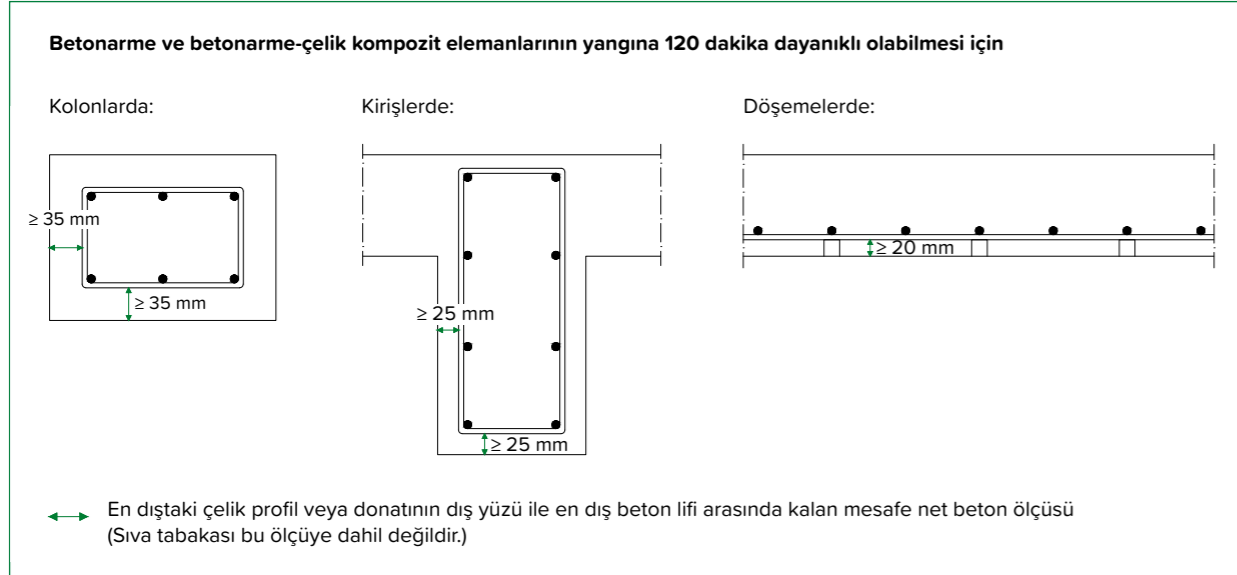 Betonarme ve betonarme-çelik kompozit elemanlarının yangına 120 dakika dayanıklı olabilmesi için
Kolonlarda:
≥ 35 mm
≥ 35 mm
Kirişlerde:
≥ 25 mm
≥ 25 mm
Döşemelerde:
≥ 20 mm
En dıştaki çelik profil veya donatının dış yüzü ile en dış beton lifi arasında kalan mesafe net beton ölçüsü
(Sıva tabakası bu ölçüye dahil değildir.)